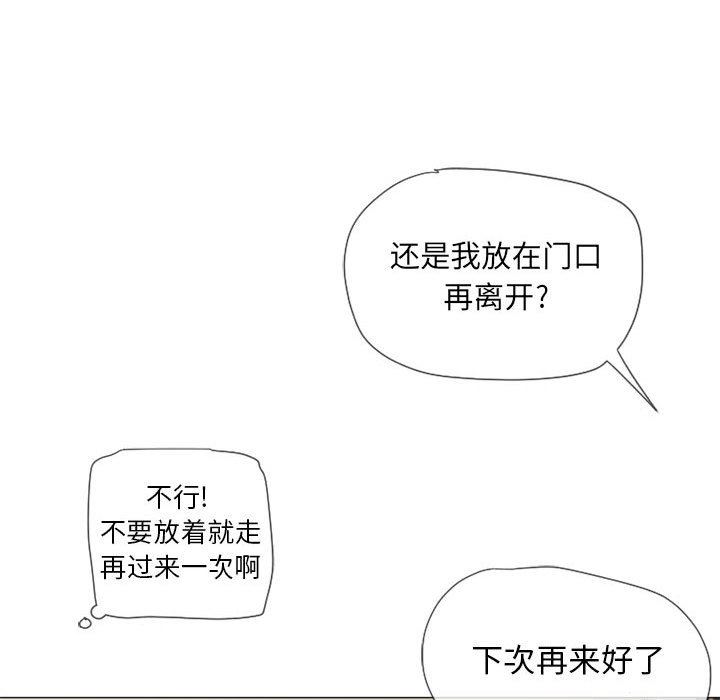 还是我放在门口
再离开?
不行!
不要放着就走
再过来一次啊
下次再来好了